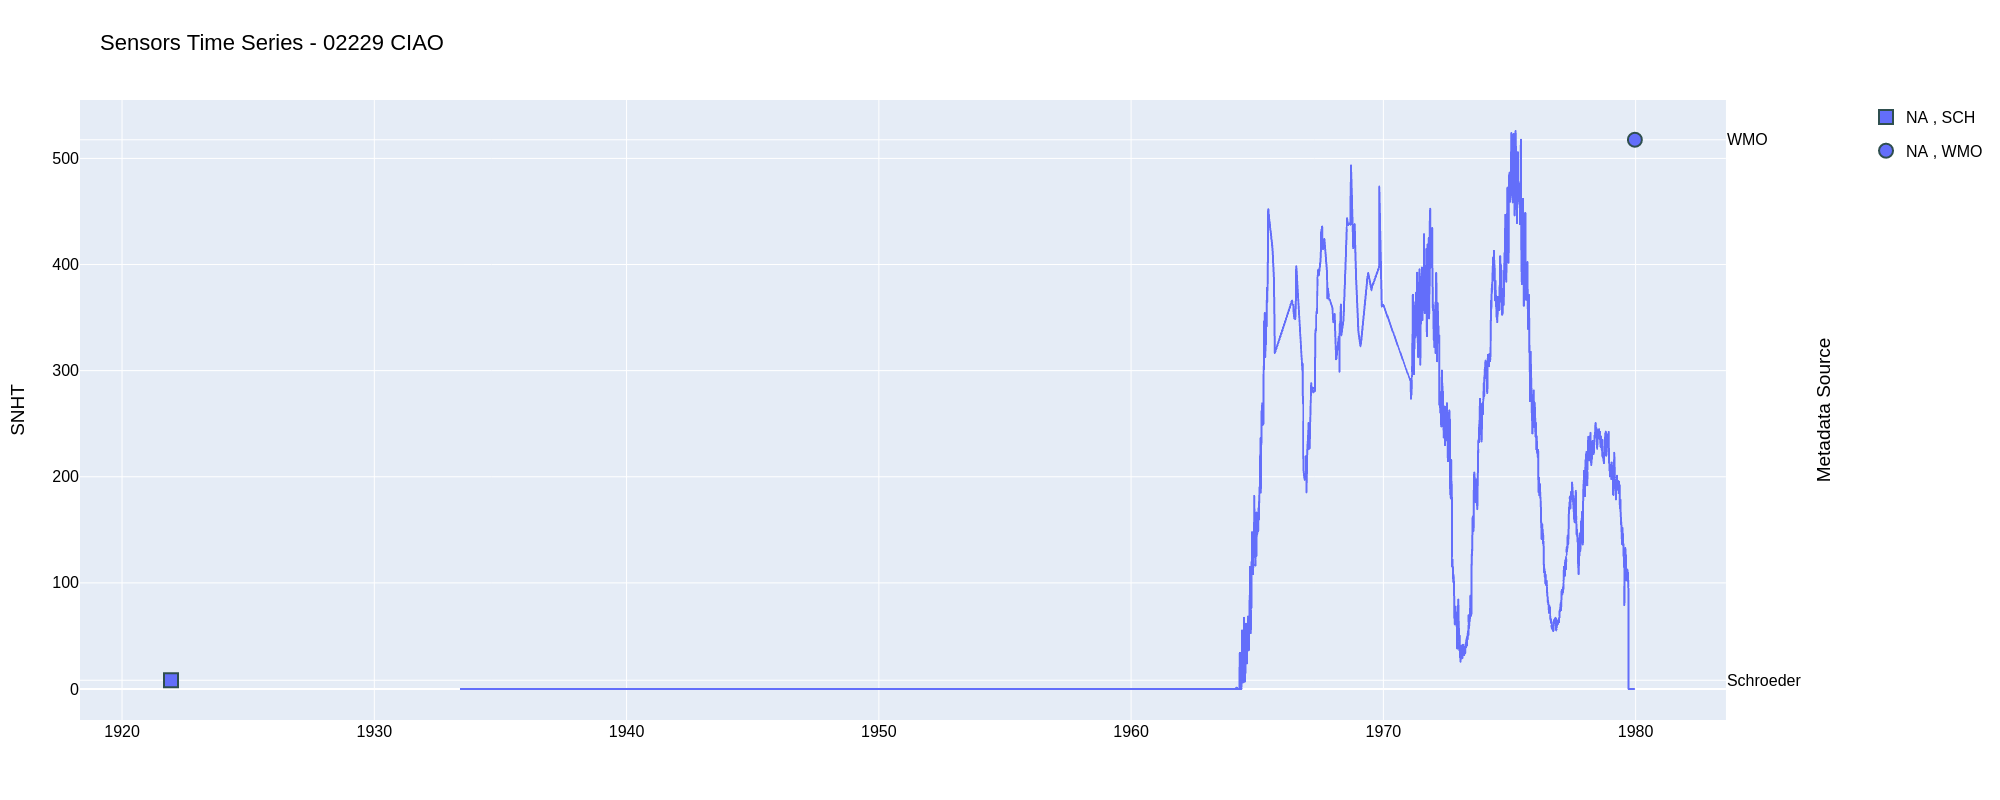 Sensors Time Series - 02229 CIAO
NA , SCH
NA , WMO
WMO
Schroeder
Metadata Source
SNHT
500
400
300
200
100
0
1920 1930 1940 1950 1960 1970 1980